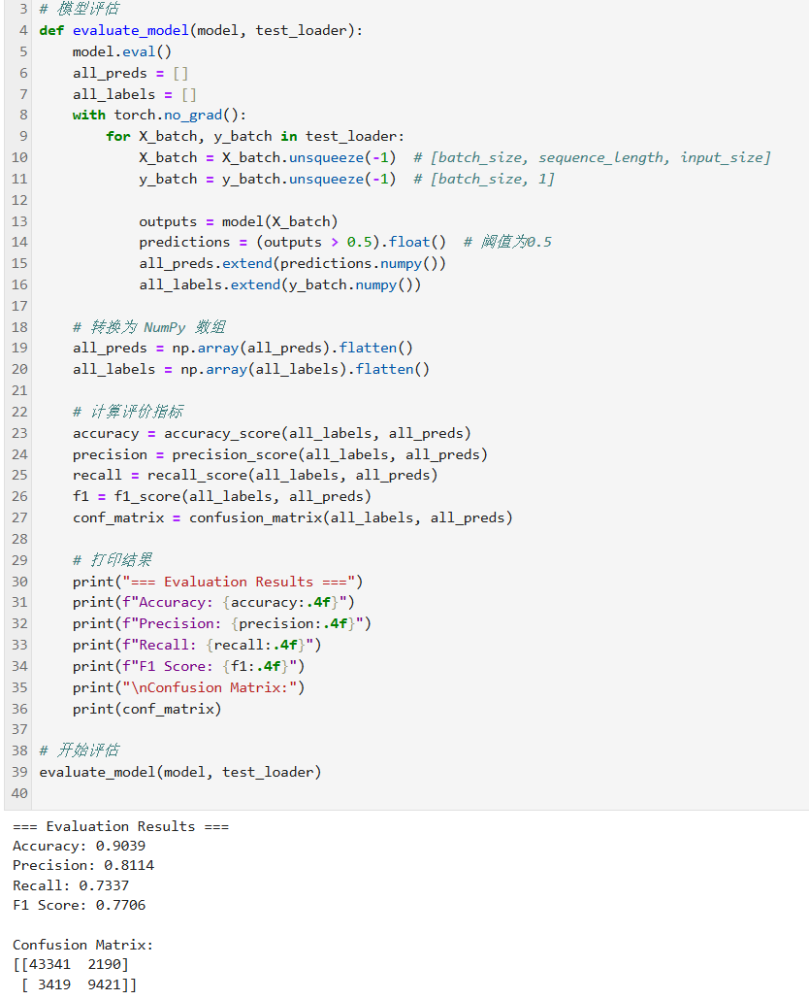 3 # 模型评估
4 def evaluate_model(model, test_loader):
5     model.eval()
6     all_preds = []
7     all_labels = []
8     with torch.no_grad():
9         for X_batch, y_batch in test_loader:
10             X_batch = X_batch.unsqueeze(-1)  # [batch_size, sequence_length, input_size]
11             y_batch = y_batch.unsqueeze(-1)  # [batch_size, 1]
12
13             outputs = model(X_batch)
14             predictions = (outputs > 0.5).float()  # 阈值为0.5
15             all_preds.extend(predictions.numpy())
16             all_labels.extend(y_batch.numpy())
17
18     # 转换为 NumPy 数组
19     all_preds = np.array(all_preds).flatten()
20     all_labels = np.array(all_labels).flatten()
21
22     # 计算评价指标
23     accuracy = accuracy_score(all_labels, all_preds)
24     precision = precision_score(all_labels, all_preds)
25     recall = recall_score(all_labels, all_preds)
26     f1 = f1_score(all_labels, all_preds)
27     conf_matrix = confusion_matrix(all_labels, all_preds)
28
29     # 打印结果
30     print("=== Evaluation Results ===")
31     print(f"Accuracy: {accuracy:.4f}")
32     print(f"Precision: {precision:.4f}")
33     print(f"Recall: {recall:.4f}")
34     print(f"F1 Score: {f1:.4f}")
35     print("\nConfusion Matrix:")
36     print(conf_matrix)
37
38 # 开始评估
39 evaluate_model(model, test_loader)
40
=== Evaluation Results ===
Accuracy: 0.9039
Precision: 0.8114
Recall: 0.7337
F1 Score: 0.7706
Confusion Matrix:
[[43341  2190]
 [ 3419  9421]]